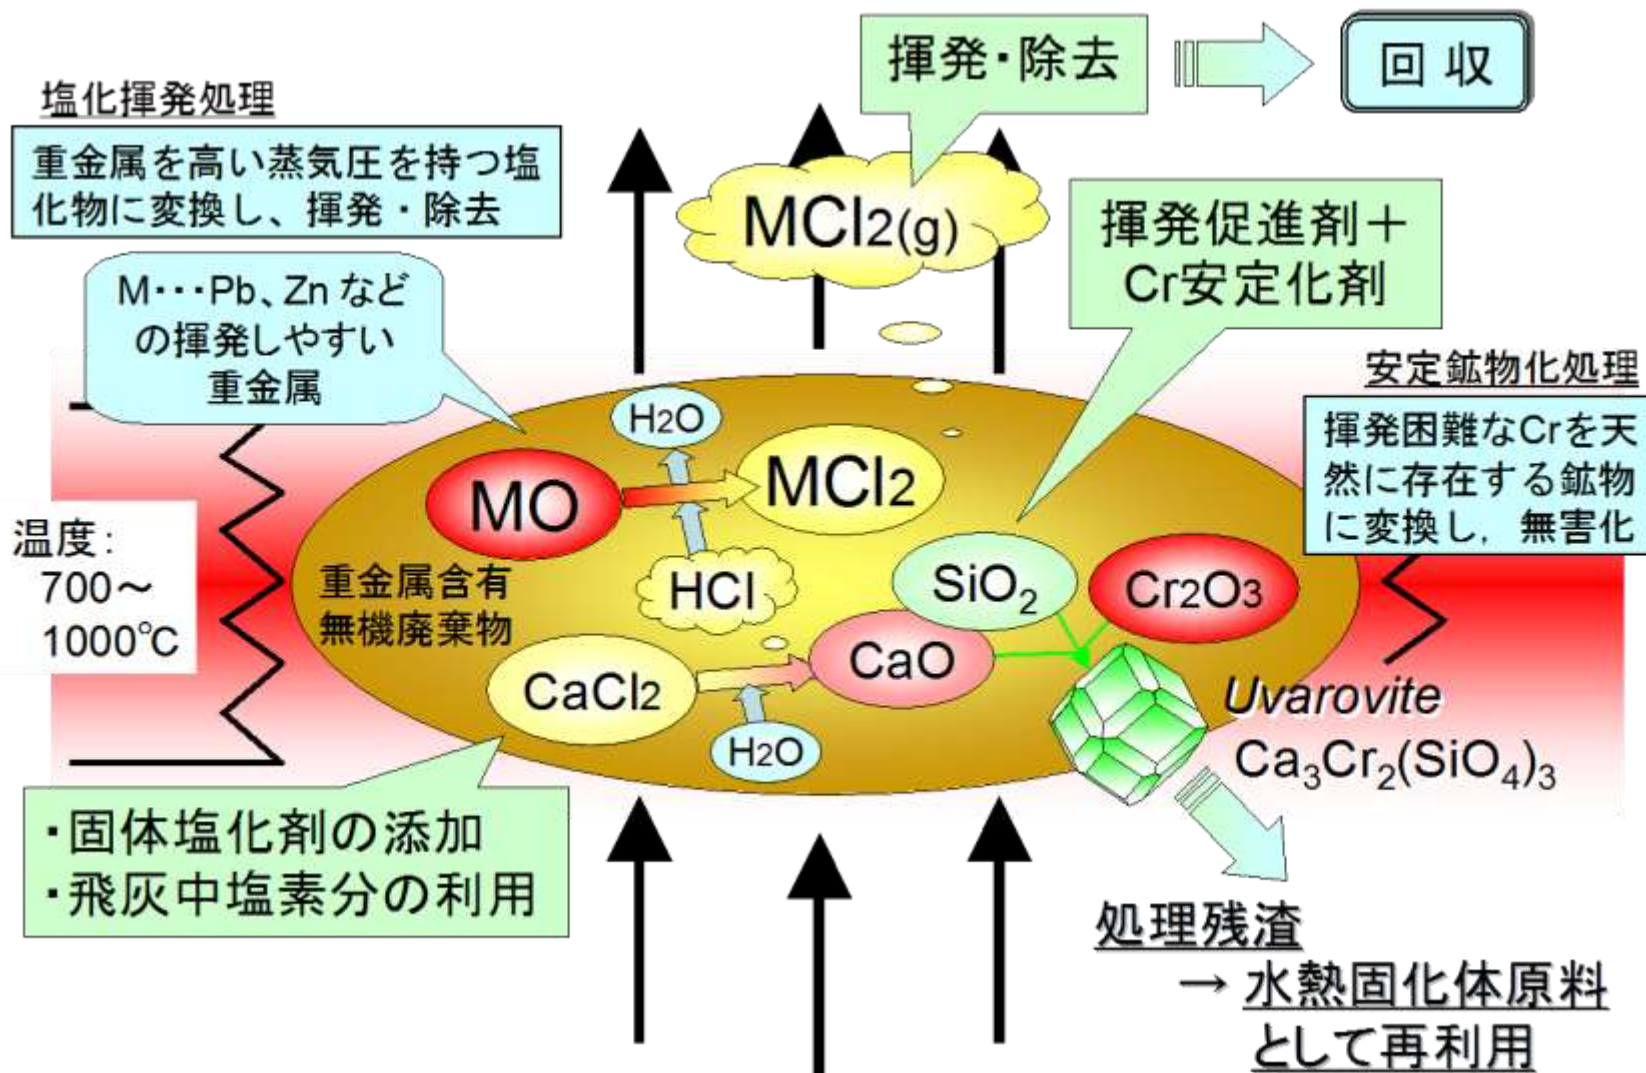 塩化揮発処理
重金属を高い蒸気圧を持つ塩
化物に変換し、揮発・除去
M・・・Pb、Zn など
の揮発しやすい
重金属
揮発・除去
回 収
MCl2(g)
揮発促進剤＋
Cr安定化剤
安定鉱物化処理
揮発困難なCrを天
然に存在する鉱物
に変換し，無害化
温度：
700～
1000℃
H2O
MO
MCl2
重金属含有
無機廃棄物
HCl
SiO2
Cr2O3
CaCl2
CaO
H2O
Uvarovite
Ca3Cr2(SiO4)3
・固体塩化剤の添加
・飛灰中塩素分の利用
処理残渣
→ 水熱固化体原料
として再利用